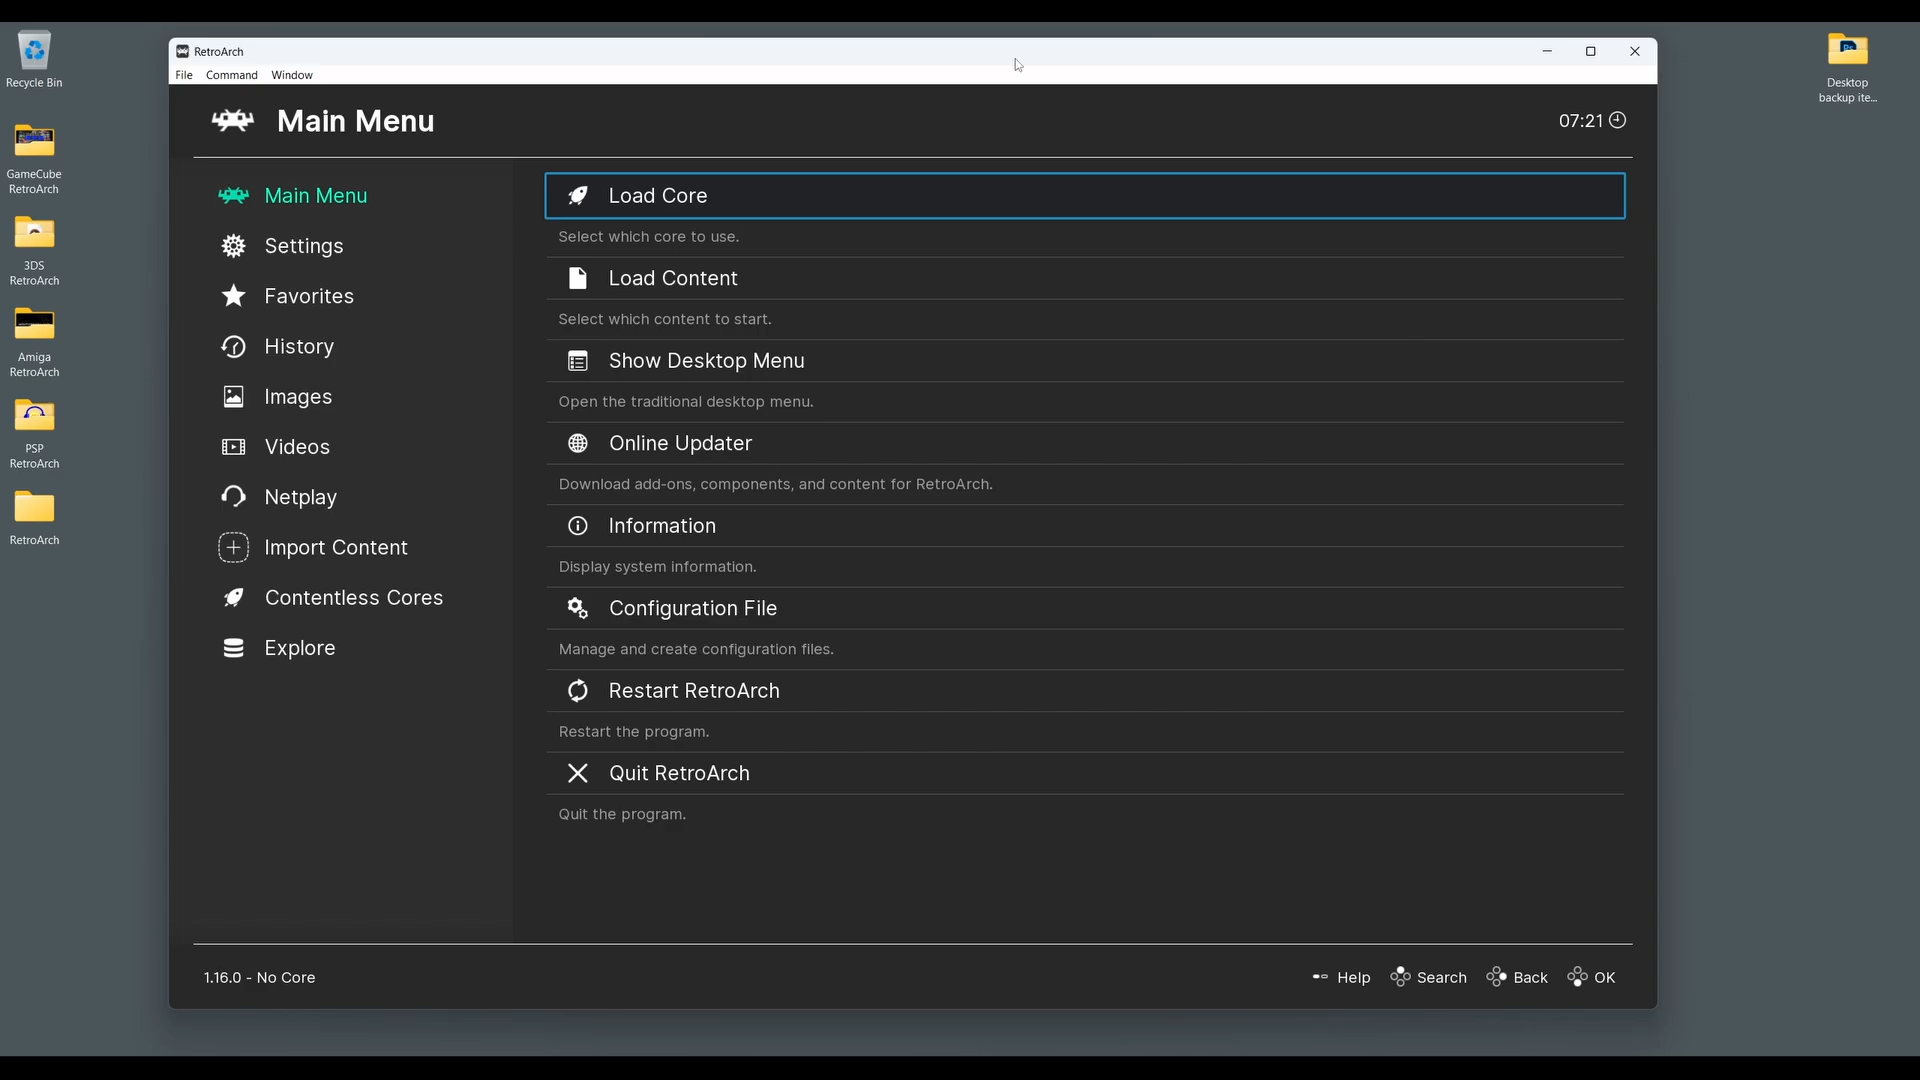 Recycle Bin
GameCube
RetroArch
3DS
RetroArch
Amiga
RetroArch
PSP
RetroArch
RetroArch
Desktop
backup ite...
RetroArch
File Command Window
Main Menu
07:21
Main Menu
Settings
Favorites
History
Images
Videos
Netplay
Import Content
Contentless Cores
Explore
Load Core
Select which core to use.
Load Content
Select which content to start.
Show Desktop Menu
Open the traditional desktop menu.
Online Updater
Download add-ons, components, and content for RetroArch.
Information
Display system information.
Configuration File
Manage and create configuration files.
Restart RetroArch
Restart the program.
Quit RetroArch
Quit the program.
1.16.0 - No Core
Help Search Back OK